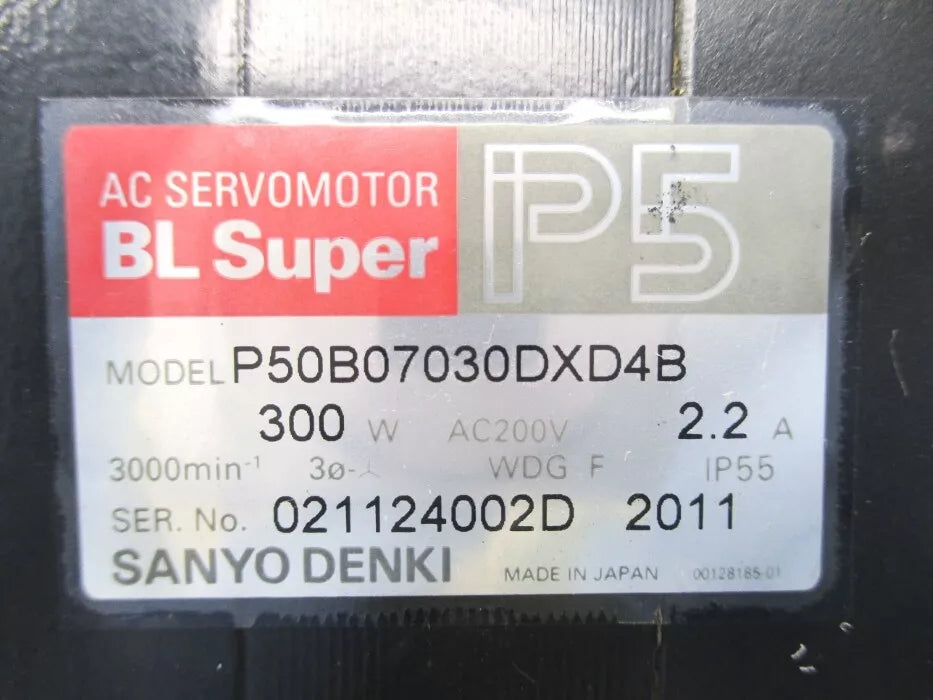 AC SERVOMOTOR
BL Super
P5
MODEL P50B07030DXD4B
300 W AC200V 2.2 A
3000min⁻¹ 3ø-⅄ WDG F IP55
SER. No. 021124002D 2011
SANYO DENKI MADE IN JAPAN 00128185-01